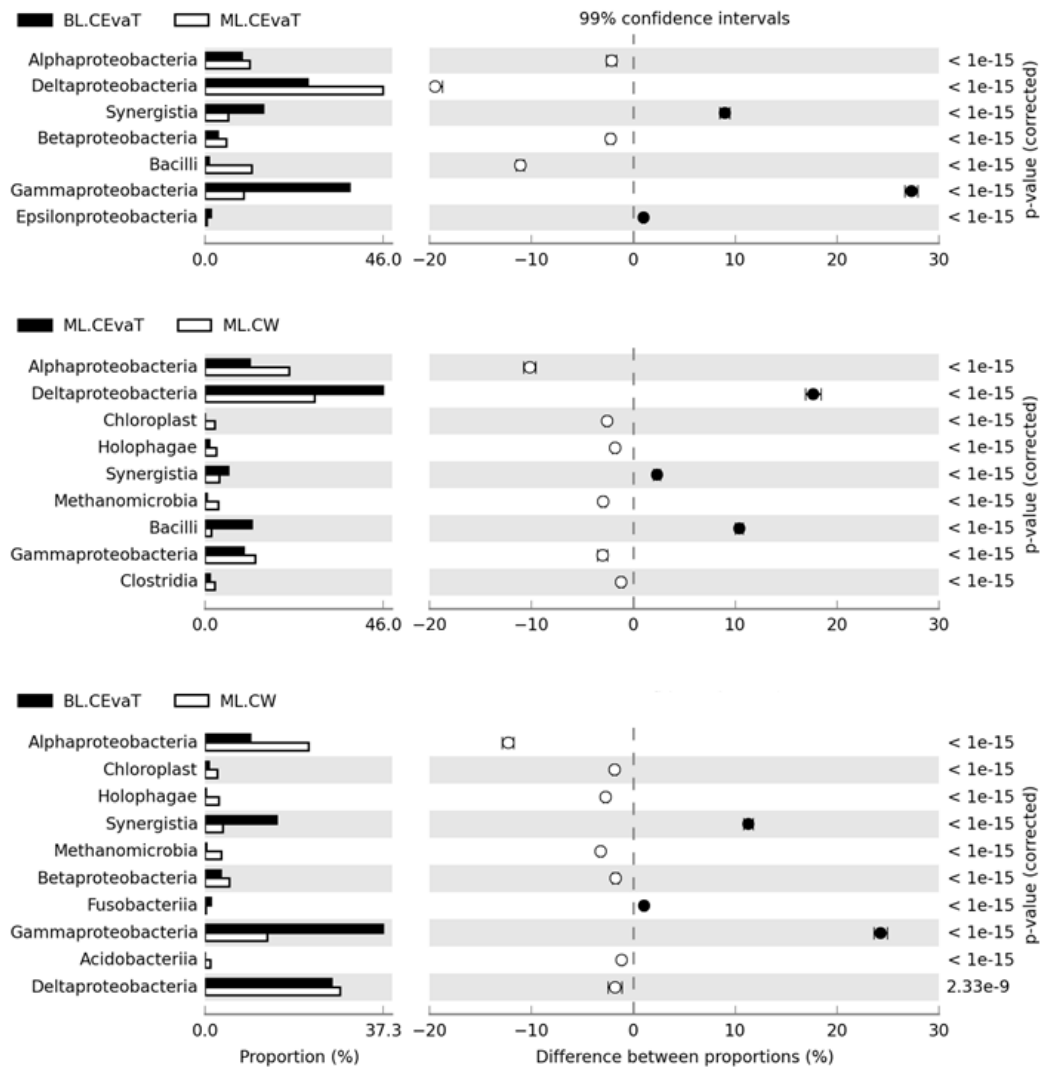 BL.CEvaT ML.CEvaT 99% confidence intervals
Alphaproteobacteria < 1e-15
Deltaproteobacteria < 1e-15
Synergistia < 1e-15
Betaproteobacteria < 1e-15
Bacilli < 1e-15
Gammaproteobacteria < 1e-15
Epsilonproteobacteria < 1e-15
p-value (corrected)
0.0 46.0 −20 −10 0 10 20 30
ML.CEvaT ML.CW
Alphaproteobacteria < 1e-15
Deltaproteobacteria < 1e-15
Chloroplast < 1e-15
Holophagae < 1e-15
Synergistia < 1e-15
Methanomicrobia < 1e-15
Bacilli < 1e-15
Gammaproteobacteria < 1e-15
Clostridia < 1e-15
p-value (corrected)
0.0 46.0 −20 −10 0 10 20 30
BL.CEvaT ML.CW
Alphaproteobacteria < 1e-15
Chloroplast < 1e-15
Holophagae < 1e-15
Synergistia < 1e-15
Methanomicrobia < 1e-15
Betaproteobacteria < 1e-15
Fusobacteriia < 1e-15
Gammaproteobacteria < 1e-15
Acidobacteriia < 1e-15
Deltaproteobacteria 2.33e-9
p-value (corrected)
0.0 37.3 −20 −10 0 10 20 30
Proportion (%) Difference between proportions (%)